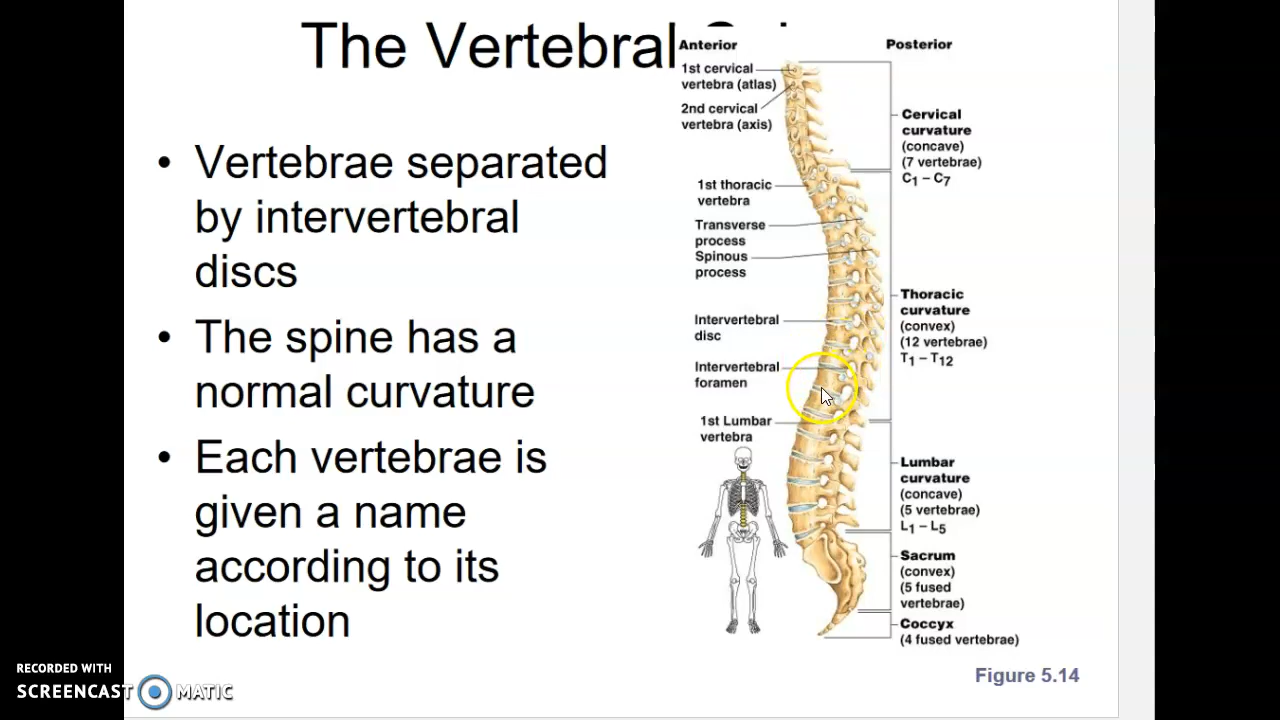 The Vertebral
• Vertebrae separated
by intervertebral
discs
• The spine has a
normal curvature
• Each vertebrae is
given a name
according to its
location
Anterior
Posterior
1st cervical
vertebra (atlas)
2nd cervical
vertebra (axis)
1st thoracic
vertebra
Transverse
process
Spinous
process
Intervertebral
disc
Intervertebral
foramen
1st Lumbar
vertebra
Cervical
curvature
(concave)
(7 vertebrae)
C1 – C7
Thoracic
curvature
(convex)
(12 vertebrae)
T1 – T12
Lumbar
curvature
(concave)
(5 vertebrae)
L1 – L5
Sacrum
(convex)
(5 fused
vertebrae)
Coccyx
(4 fused vertebrae)
Figure 5.14
RECORDED WITH
SCREENCAST MATIC